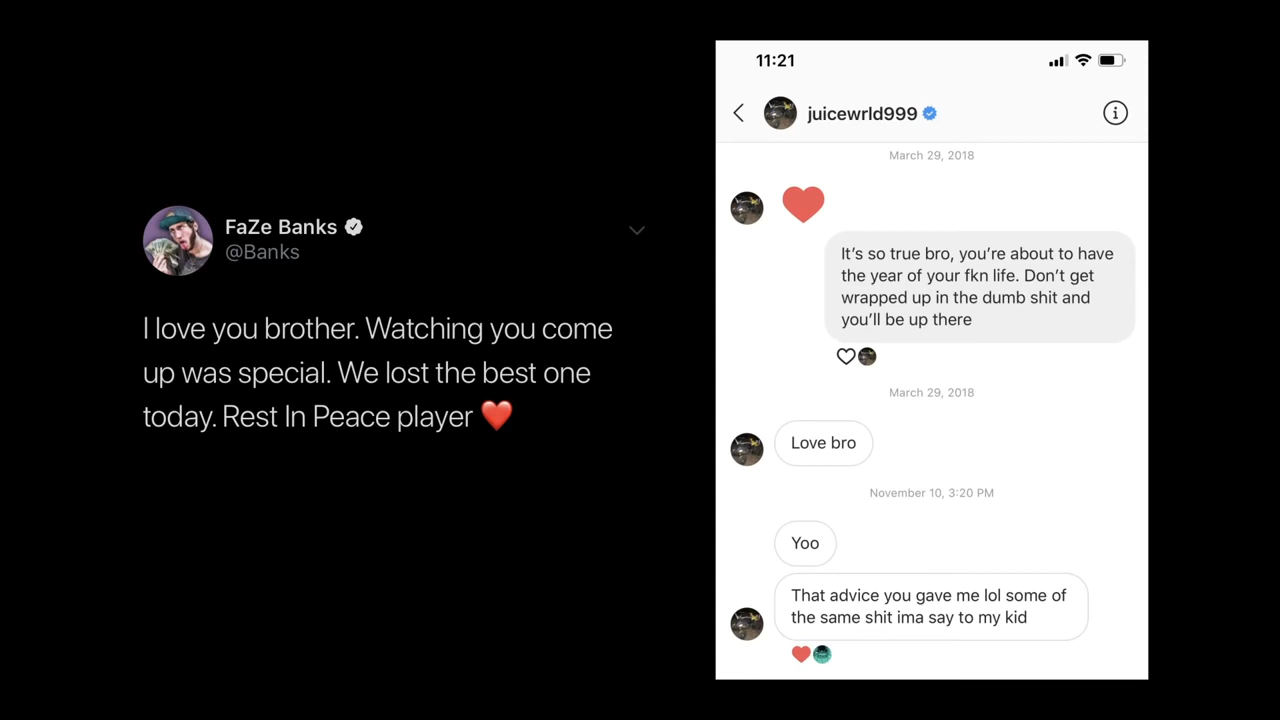 FaZe Banks
@Banks
I love you brother. Watching you come
up was special. We lost the best one
today. Rest In Peace player ❤️
11:21
juicewrld999
March 29, 2018
It’s so true bro, you’re about to have
the year of your fkn life. Don’t get
wrapped up in the dumb shit and
you’ll be up there
March 29, 2018
Love bro
November 10, 3:20 PM
Yoo
That advice you gave me lol some of
the same shit ima say to my kid